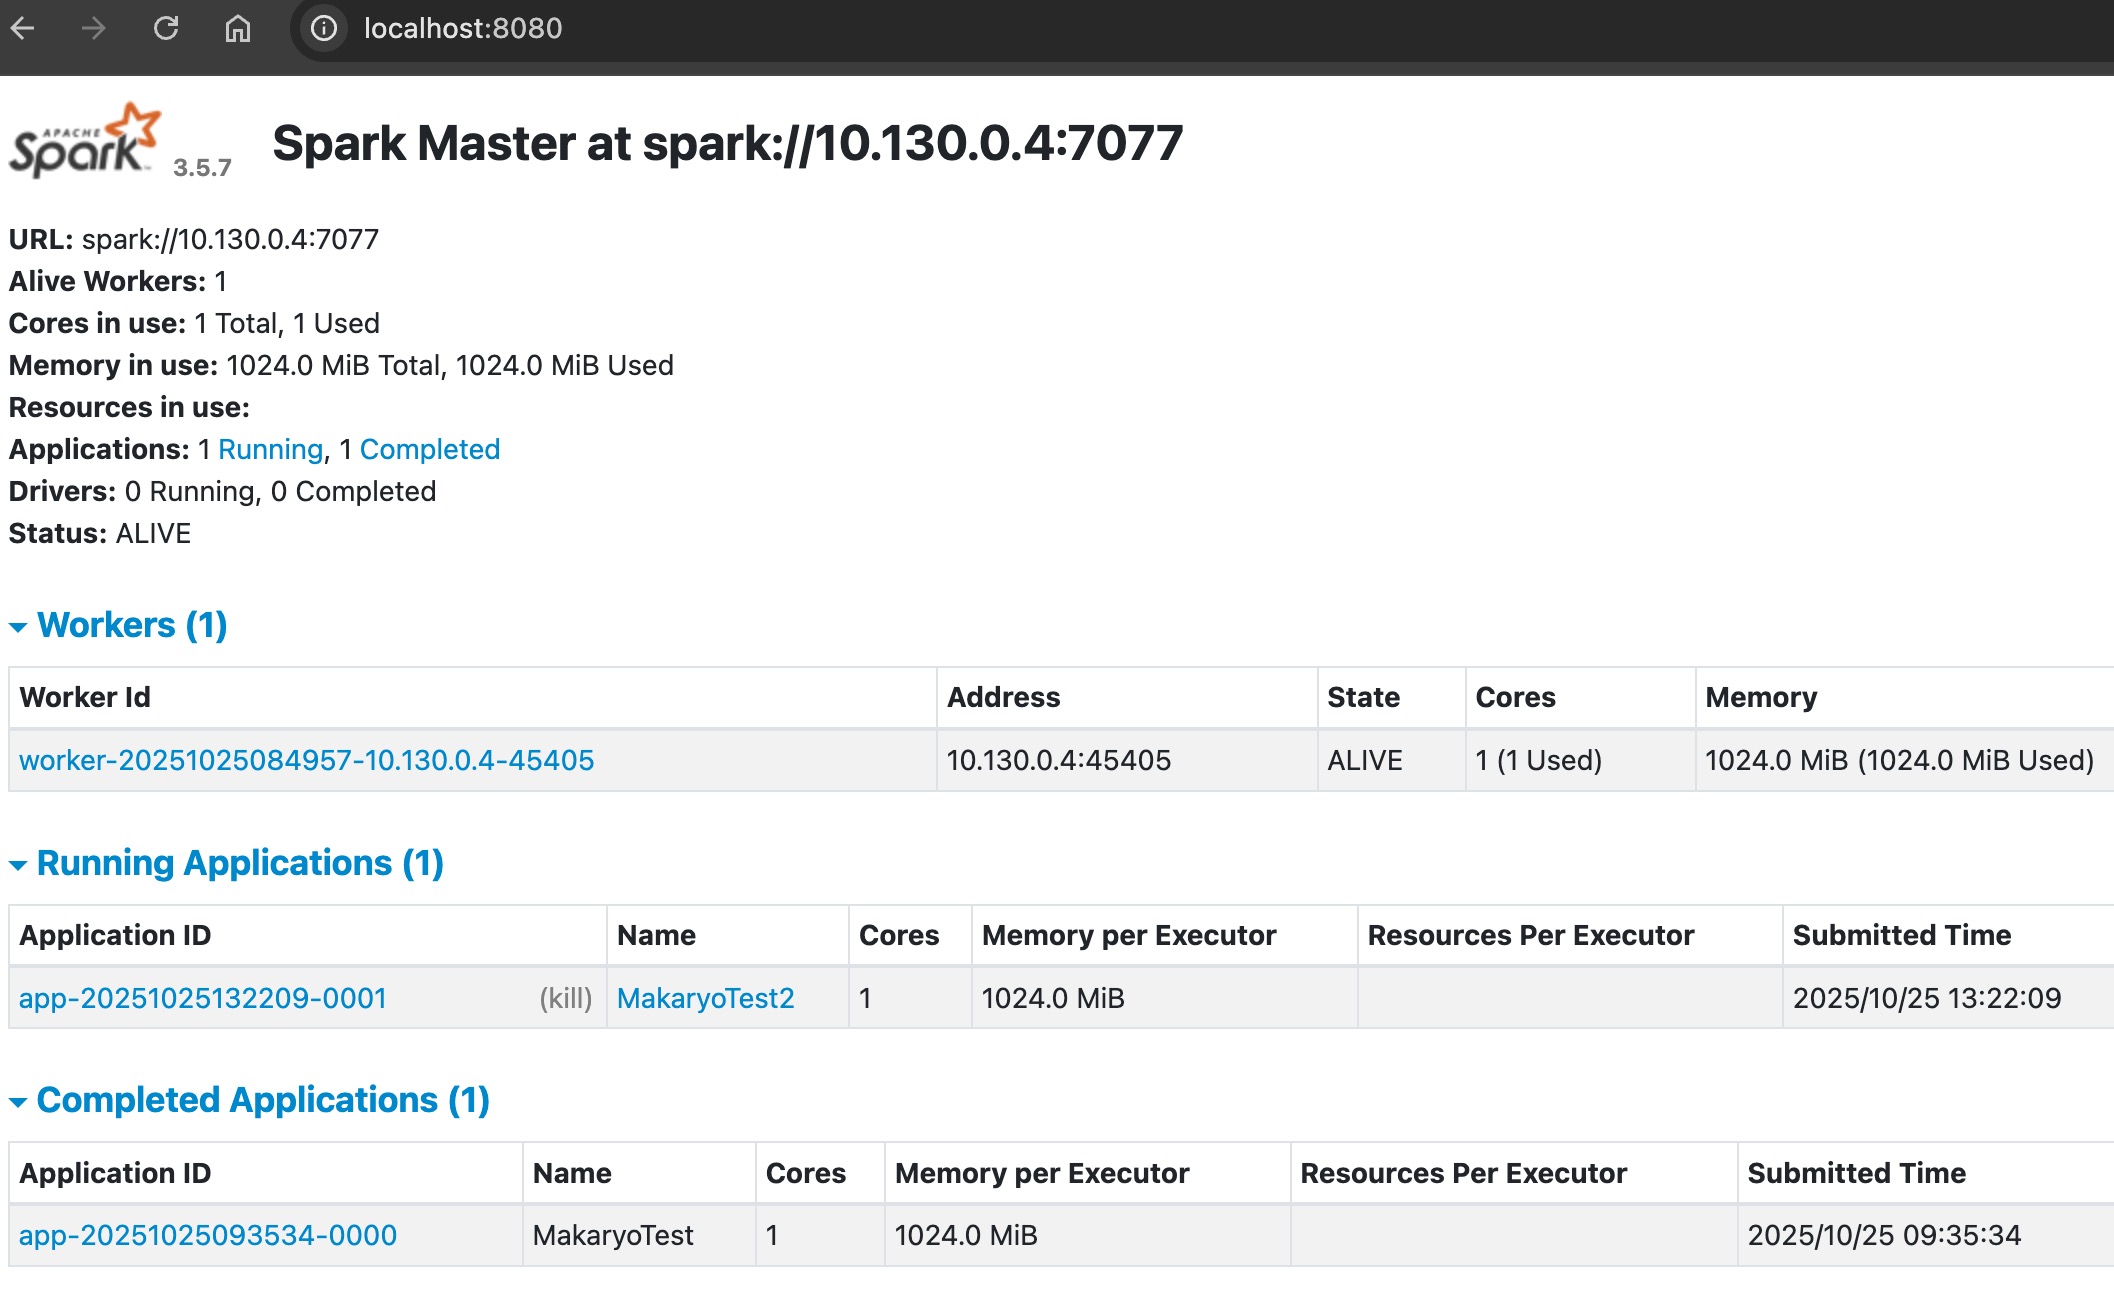 localhost:8080
APACHE
Spark™ 3.5.7
Spark Master at spark://10.130.0.4:7077
URL: spark://10.130.0.4:7077
Alive Workers: 1
Cores in use: 1 Total, 1 Used
Memory in use: 1024.0 MiB Total, 1024.0 MiB Used
Resources in use:
Applications: 1 Running, 1 Completed
Drivers: 0 Running, 0 Completed
Status: ALIVE
Workers (1)
Worker Id Address State Cores Memory
worker-20251025084957-10.130.0.4-45405 10.130.0.4:45405 ALIVE 1 (1 Used) 1024.0 MiB (1024.0 MiB Used)
Running Applications (1)
Application ID Name Cores Memory per Executor Resources Per Executor Submitted Time
app-20251025132209-0001 (kill) MakaryoTest2 1 1024.0 MiB 2025/10/25 13:22:09
Completed Applications (1)
Application ID Name Cores Memory per Executor Resources Per Executor Submitted Time
app-20251025093534-0000 MakaryoTest 1 1024.0 MiB 2025/10/25 09:35:34